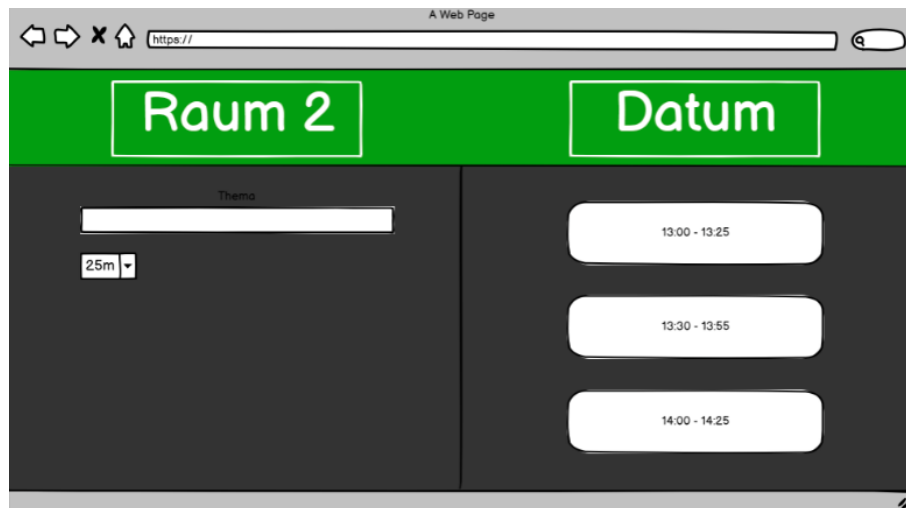 A Web Page
https://
Raum 2
Datum
Thema
25m
13:00 - 13:25
13:30 - 13:55
14:00 - 14:25